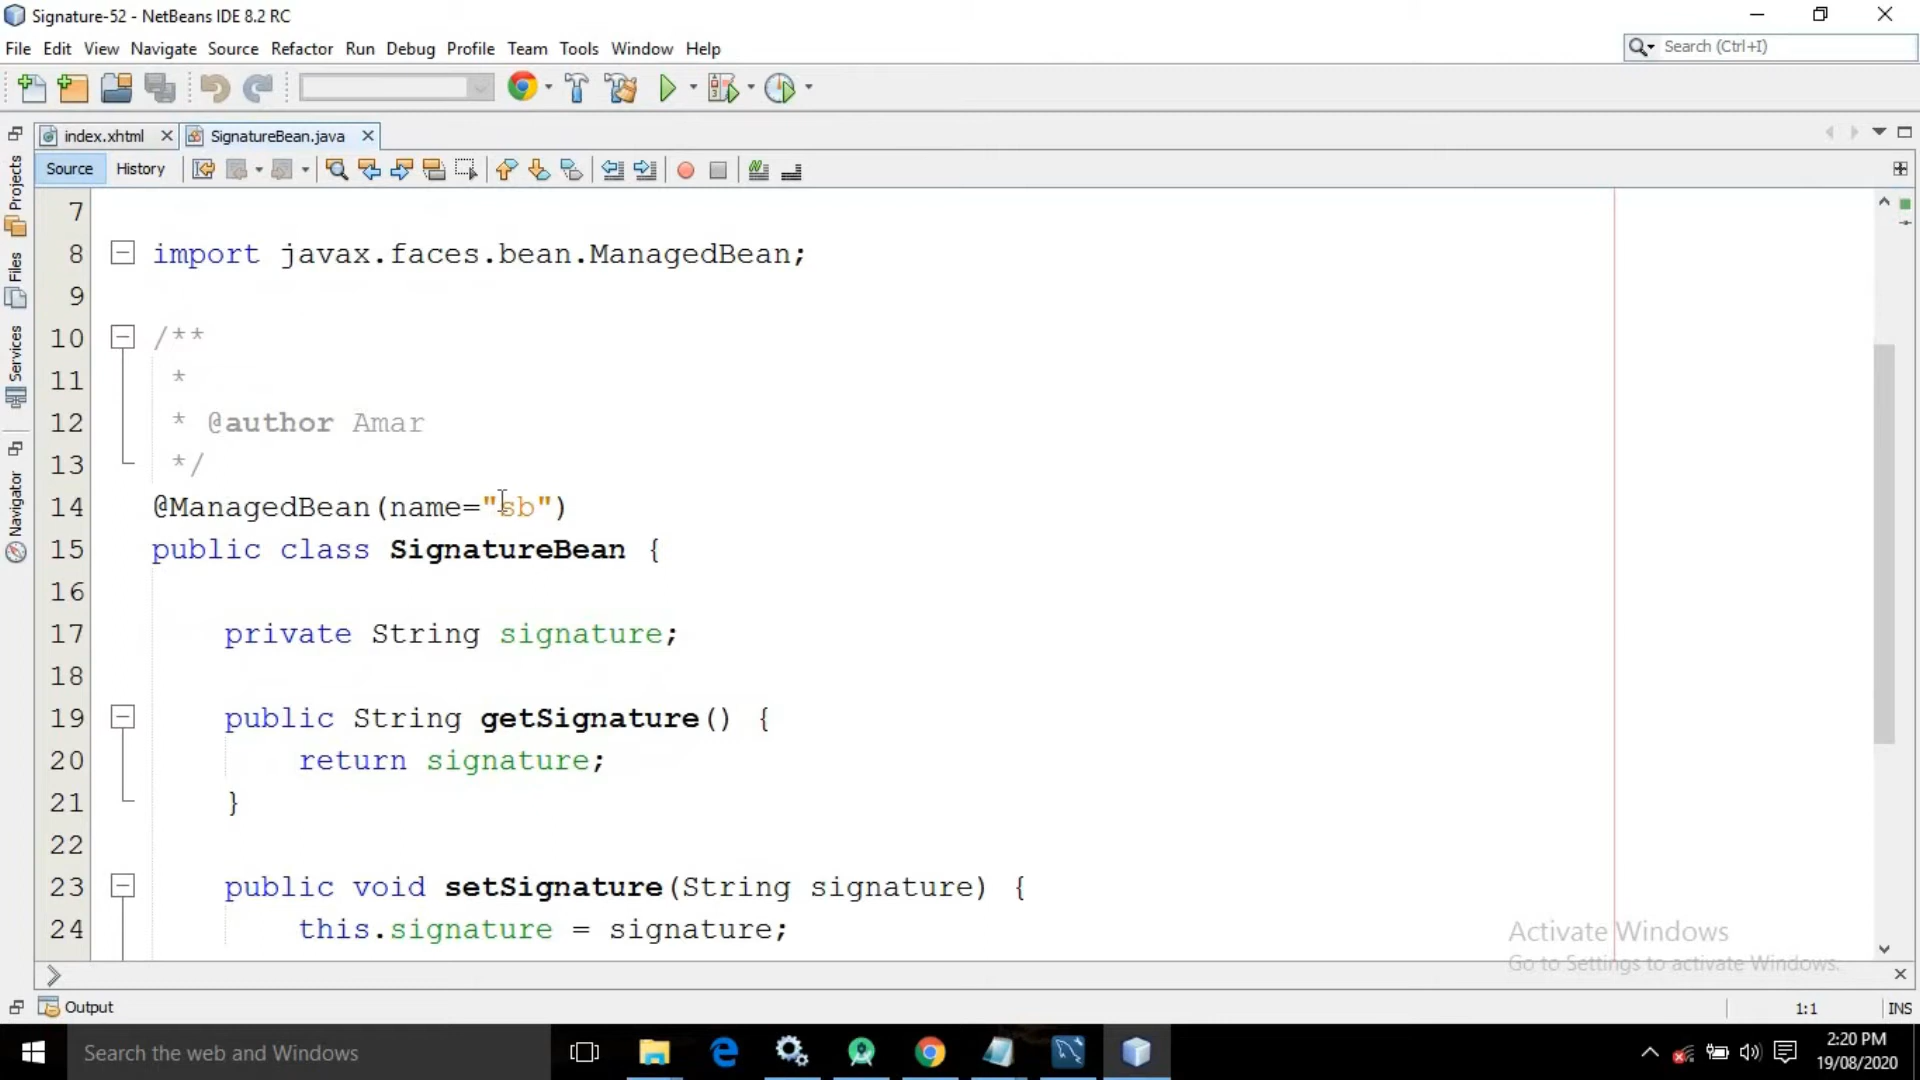 Signature-52 - NetBeans IDE 8.2 RC
File Edit View Navigate Source Refactor Run Debug Profile Team Tools Window Help
Search (Ctrl+I)
index.xhtml
SignatureBean.java
Source History
Projects
Files
Services
Navigator
7
8 import javax.faces.bean.ManagedBean;
9
10 /**
11 *
12 * @author Amar
13 */
14 @ManagedBean(name="sb")
15 public class SignatureBean {
16
17 private String signature;
18
19 public String getSignature() {
20 return signature;
21 }
22
23 public void setSignature(String signature) {
24 this.signature = signature;
Activate Windows
Go to Settings to activate Windows.
Output
1:1 INS
Search the web and Windows
2:20 PM
19/08/2020